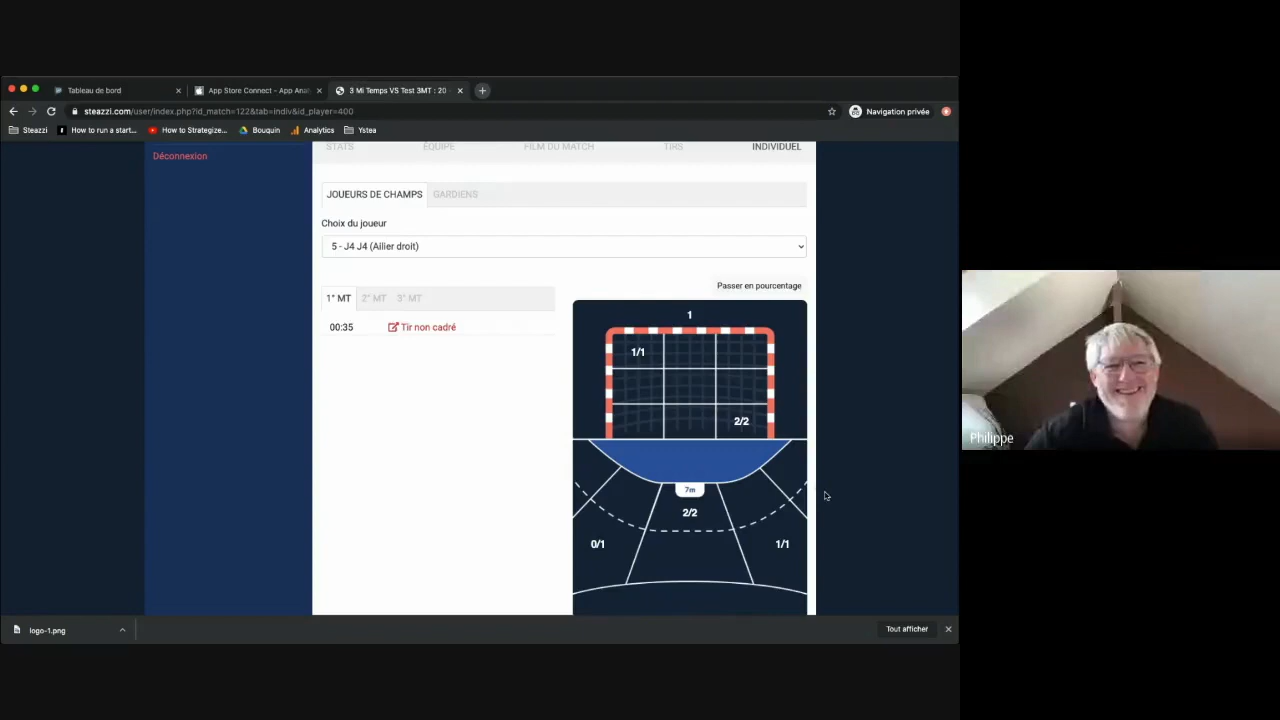 Tableau de bord
App Store Connect - App Anal
3 Mi Temps VS Test 3MT : 20
steazzi.com/user/index.php?id_match=122&tab=indiv&id_player=400
Navigation privée
Steazzi
How to run a start...
How to Strategize...
Bouquin
Analytics
Ystea
Déconnexion
STATS
ÉQUIPE
FILM DU MATCH
TIRS
INDIVIDUEL
JOUEURS DE CHAMPS
GARDIENS
Choix du joueur
5 - J4 J4 (Ailier droit)
Passer en pourcentage
1° MT
2° MT
3° MT
00:35
Tir non cadré
1
1/1
2/2
7m
2/2
0/1
1/1
Philippe
logo-1.png
Tout afficher